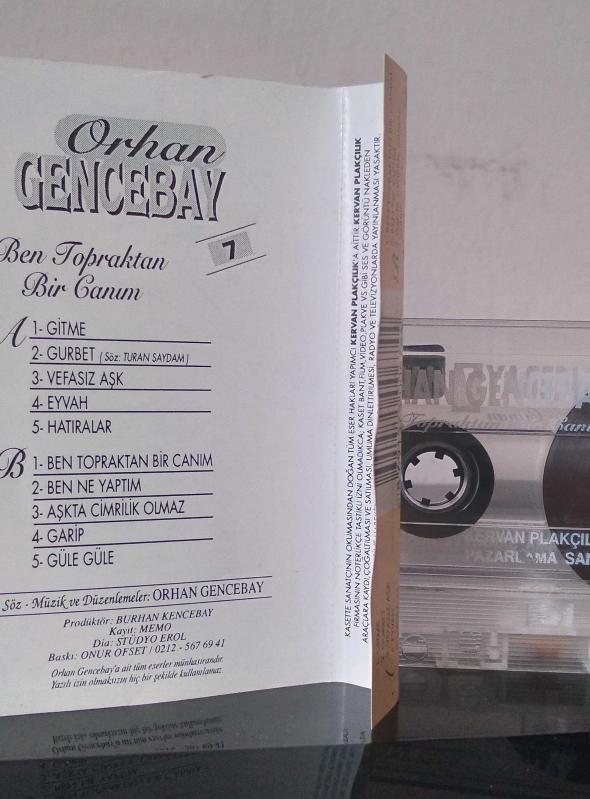 Orhan
GENCEBAY
7
Ben Topraktan
Bir Canım
A
1- GİTME
2- GURBET (Söz: TURAN SAYDAM)
3- VEFASIZ AŞK
4- EYVAH
5- HATIRALAR
B
1- BEN TOPRAKTAN BİR CANIM
2- BEN NE YAPTIM
3- AŞKTA CİMRİLİK OLMAZ
4- GARİP
5- GÜLE GÜLE
Söz - Müzik ve Düzenlemeler: ORHAN GENCEBAY
Prodüktör: BURHAN KENCEBAY
Kayıt: MEMO
Dia: STÜDYO EROL
Baskı: ONUR OFSET / 0212 - 567 69 41
Orhan Gencebay'a ait tüm eserler münhasırandır.
Yazılı izin olmaksızın hiç bir şekilde kullanılamaz.
KASETTE SANATÇININ OKUMASINDAN DOĞAN TÜM ESER HAKLARI YAPIMCI KERVAN PLAKÇILIK'A AİTTİR. KERVAN PLAKÇILIK
FİRMASININ NOTERLİKÇE TASTİKLİ İZNİ OLMADIKÇA; KASET BANT, FİLM, VİDEO, PLAK VE VS GİBİ SES VE GÖRÜNTÜ NAKLEDEN
ARAÇLARA KAYDI, ÇOĞALTILMASI VE SATILMASI, UMUMA DİNLETTİRİLMESİ, RADYO VE TELEVİZYONLARDA YAYINLANMASI YASAKTIR.
KERVAN PLAKÇIL
PAZARLAMA SAN